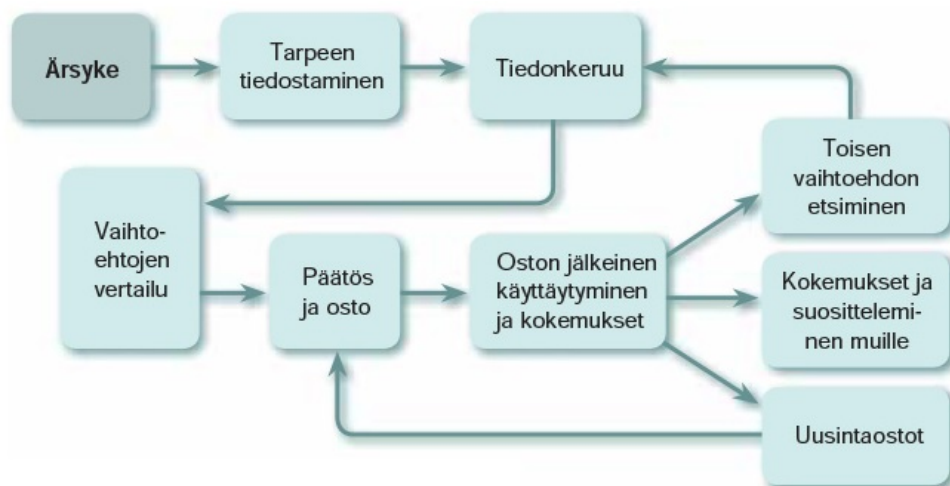 Ärsyke
Tarpeen
tiedostaminen
Tiedonkeruu
Toisen
vaihtoehdon
etsiminen
Vaihto-
ehtojen
vertailu
Päätös
ja osto
Oston jälkeinen
käyttäytyminen
ja kokemukset
Kokemukset ja
suosittelemi-
nen muille
Uusintaostot